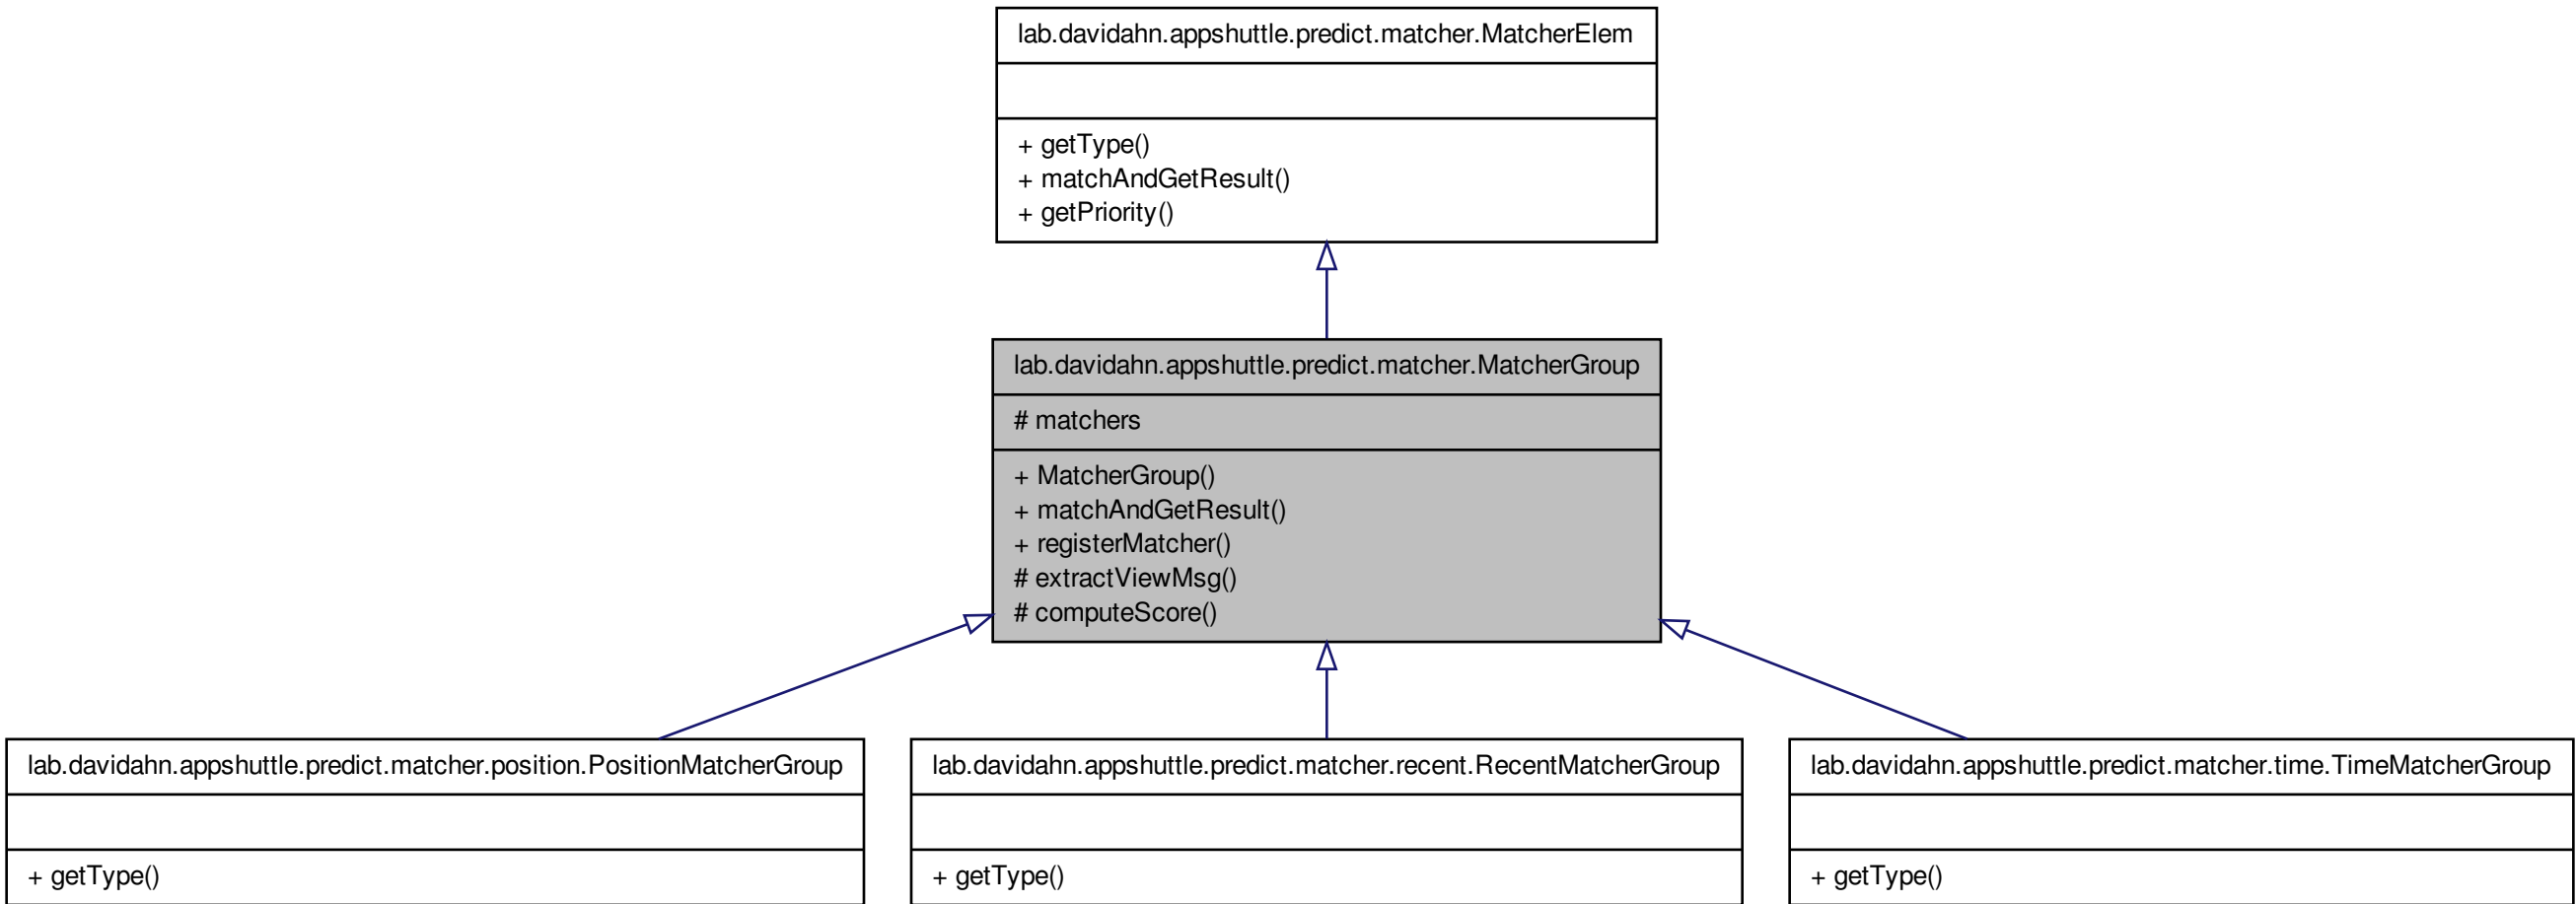 lab.davidahn.appshuttle.predict.matcher.MatcherElem
+ getType()
+ matchAndGetResult()
+ getPriority()
lab.davidahn.appshuttle.predict.matcher.MatcherGroup
# matchers
+ MatcherGroup()
+ matchAndGetResult()
+ registerMatcher()
# extractViewMsg()
# computeScore()
lab.davidahn.appshuttle.predict.matcher.position.PositionMatcherGroup
+ getType()
lab.davidahn.appshuttle.predict.matcher.recent.RecentMatcherGroup
+ getType()
lab.davidahn.appshuttle.predict.matcher.time.TimeMatcherGroup
+ getType()